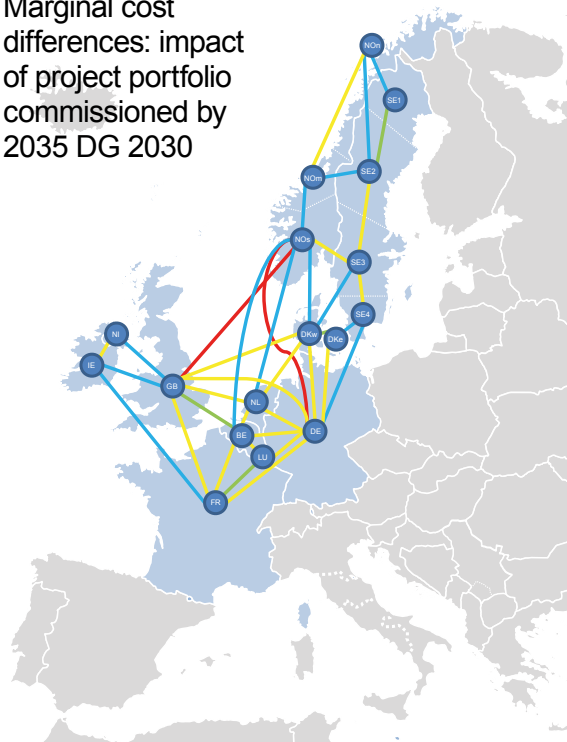 Marginal cost
differences: impact
of project portfolio
commissioned by
2035 DG 2030
NOn
SE1
SE2
NOm
NOs
SE3
SE4
DKw
DKe
NI
IE
GB
NL
BE
DE
LU
FR